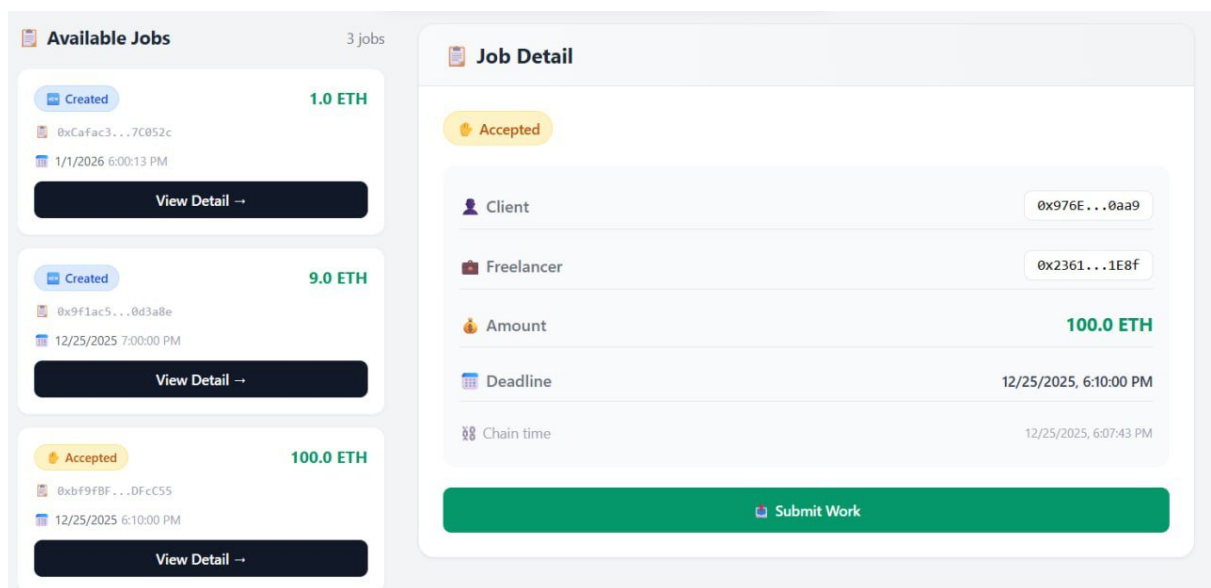 Available Jobs
3 jobs
Created
1.0 ETH
0xCafac3...7C052c
1/1/2026 6:00:13 PM
View Detail →
Created
9.0 ETH
0x9f1ac5...0d3a8e
12/25/2025 7:00:00 PM
View Detail →
Accepted
100.0 ETH
0xbf9fBF...DFcC55
12/25/2025 6:10:00 PM
View Detail →
Job Detail
Accepted
Client
0x976E...0aa9
Freelancer
0x2361...1E8f
Amount
100.0 ETH
Deadline
12/25/2025, 6:10:00 PM
Chain time
12/25/2025, 6:07:43 PM
Submit Work